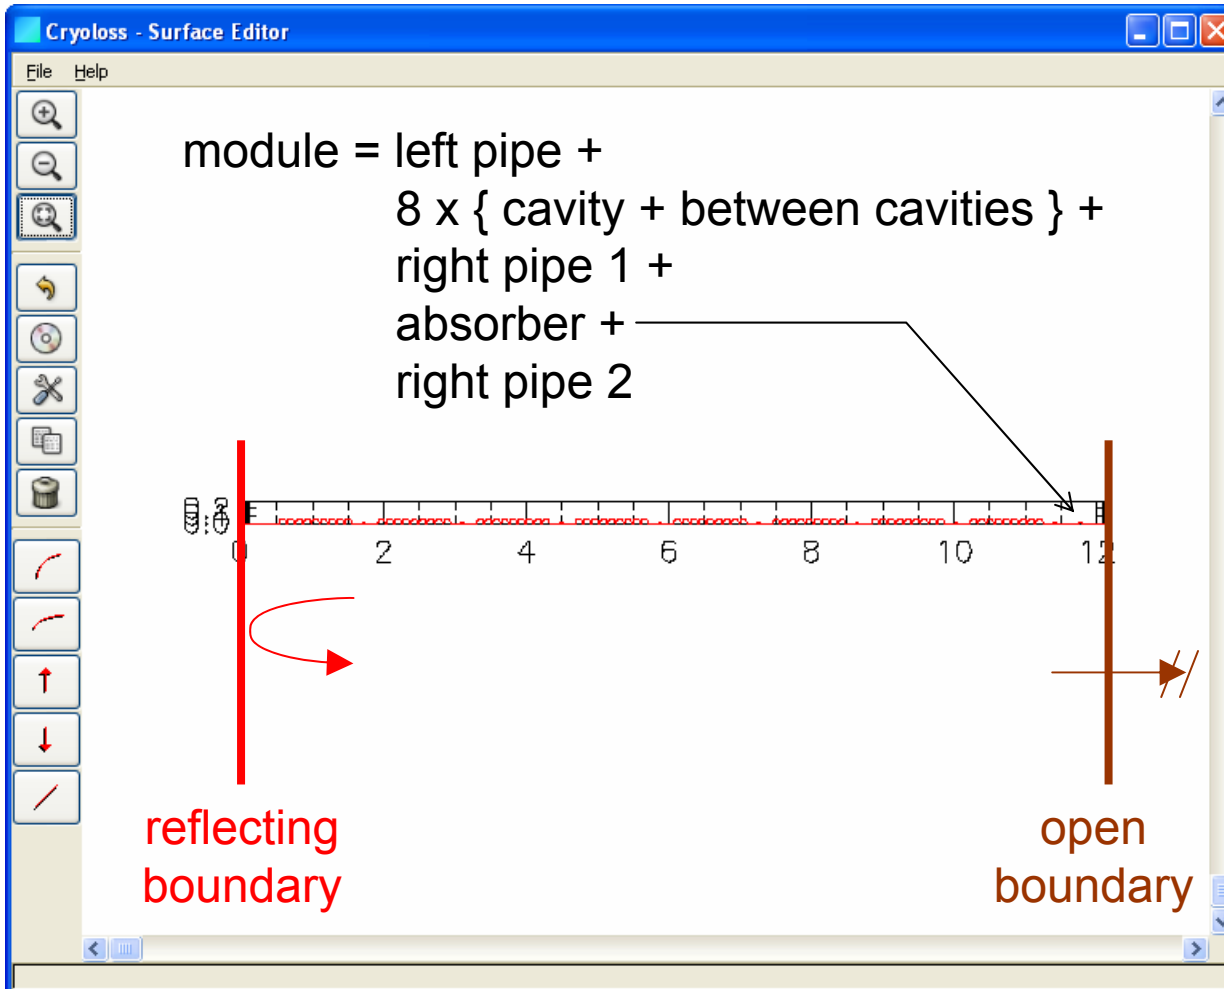 Cryoloss - Surface Editor
File Help
module = left pipe +
8 x { cavity + between cavities } +
right pipe 1 +
absorber +
right pipe 2
0 2 4 6 8 10 12
reflecting
boundary
open
boundary